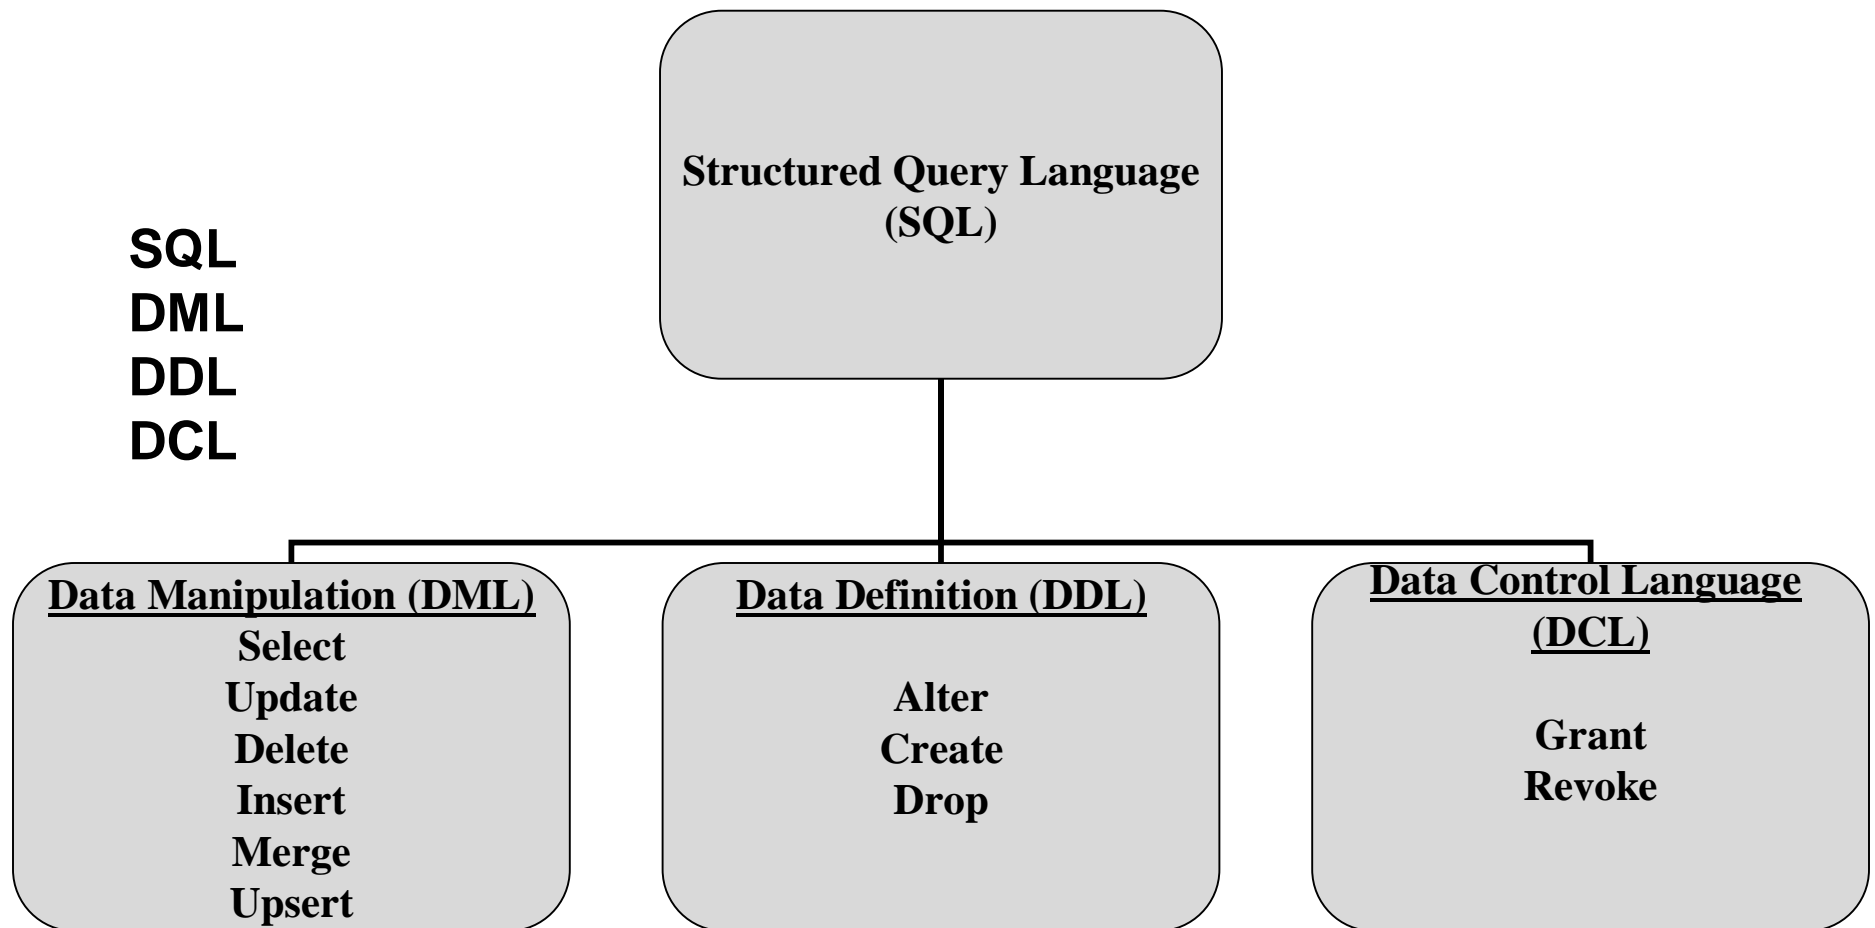 Structured Query Language
(SQL)
SQL
DML
DDL
DCL
Data Manipulation (DML)
Select
Update
Delete
Insert
Merge
Upsert
Data Definition (DDL)
Alter
Create
Drop
Data Control Language
(DCL)
Grant
Revoke